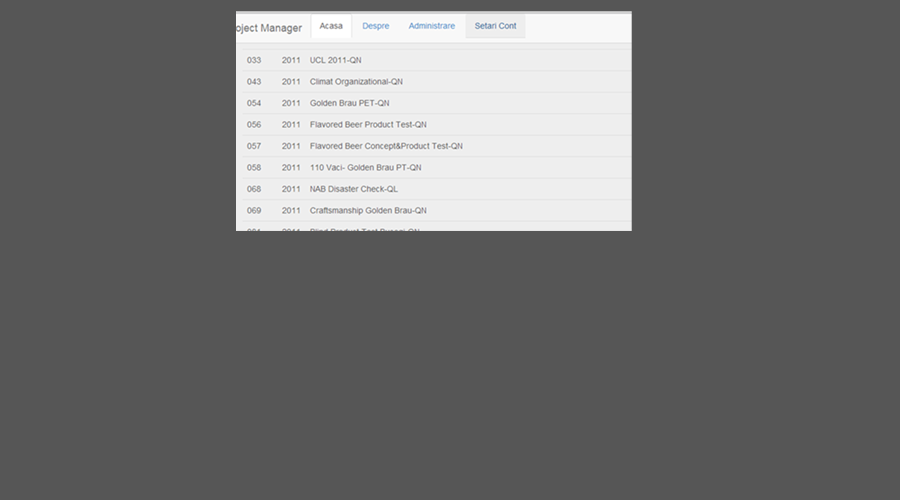 oject Manager Acasa Despre Administrare Setari Cont
033 2011 UCL 2011-QN
043 2011 Climat Organizational-QN
054 2011 Golden Brau PET-QN
056 2011 Flavored Beer Product Test-QN
057 2011 Flavored Beer Concept&Product Test-QN
058 2011 110 Vaci- Golden Brau PT-QN
068 2011 NAB Disaster Check-QL
069 2011 Craftsmanship Golden Brau-QN